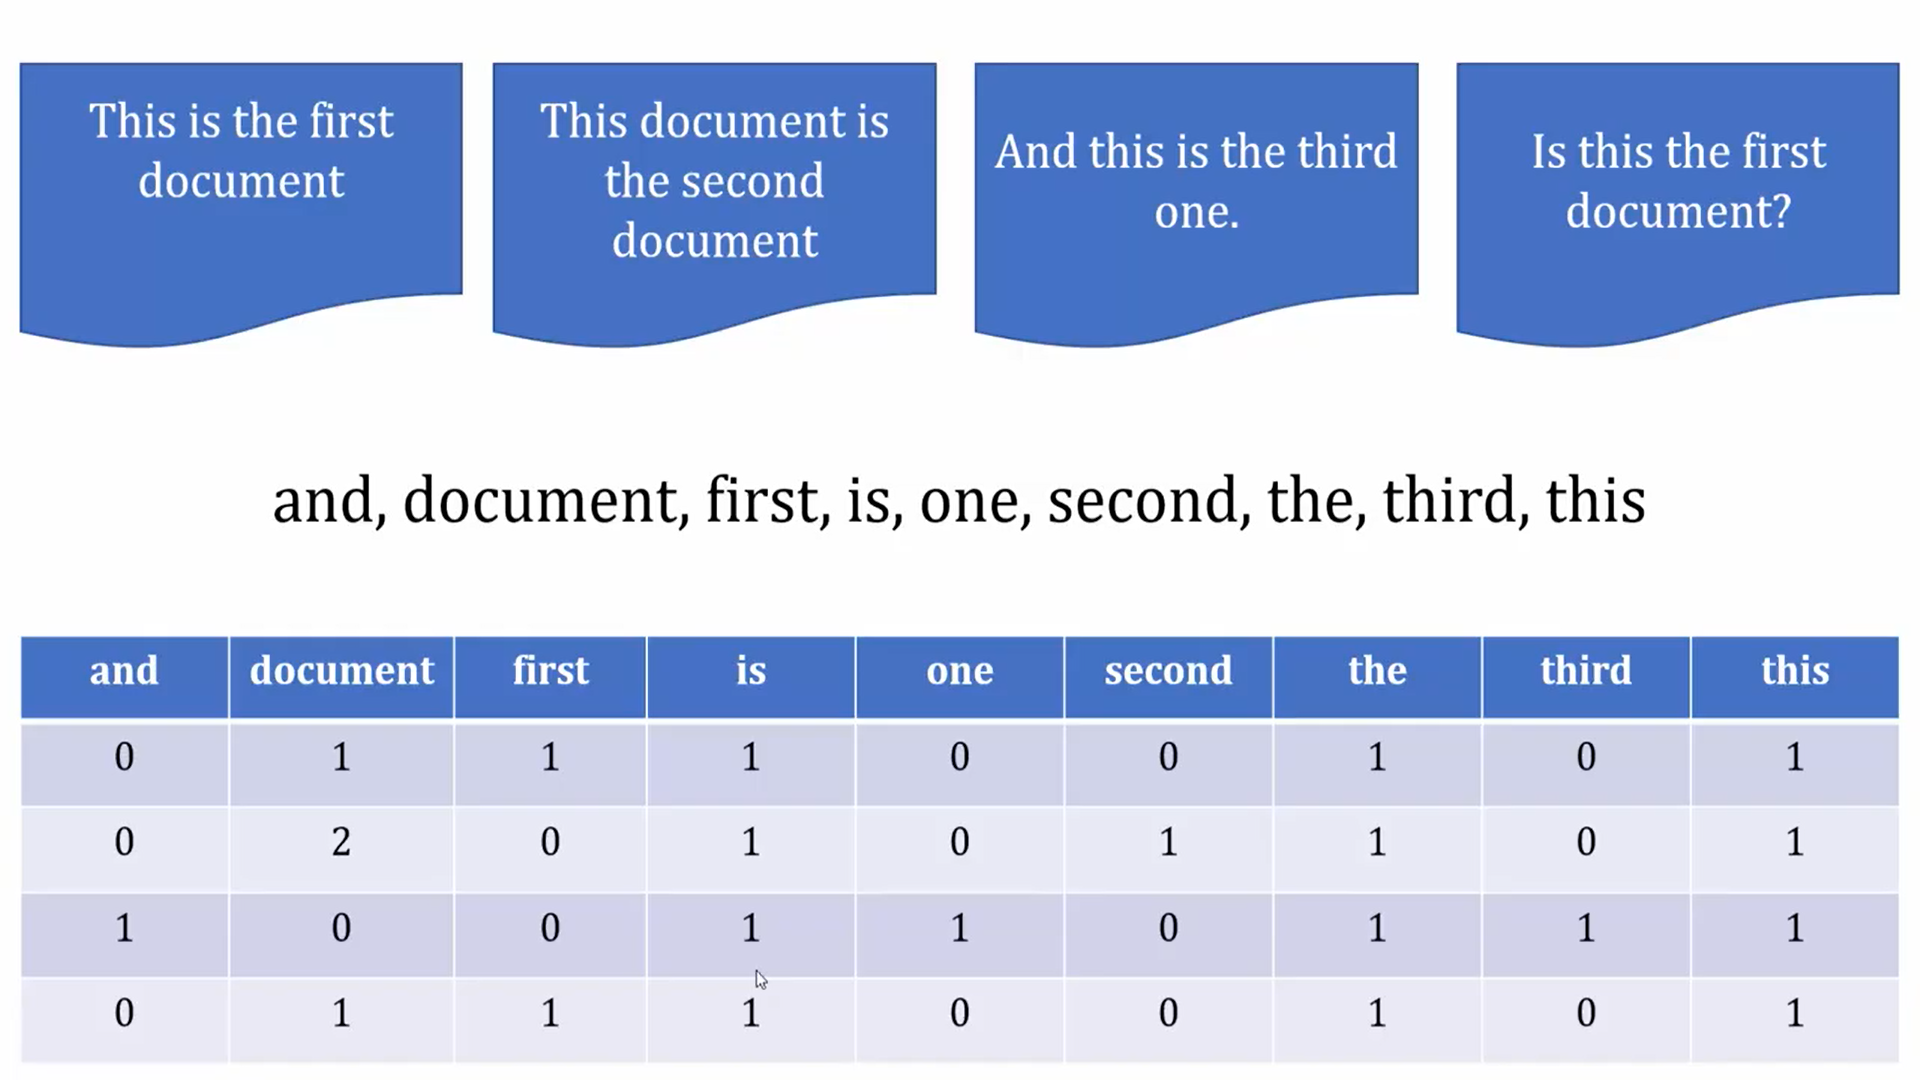 This is the first
document
This document is
the second
document
And this is the third
one.
Is this the first
document?
and, document, first, is, one, second, the, third, this
and document first is one second the third this
0 1 1 1 0 0 1 0 1
0 2 0 1 0 1 1 0 1
1 0 0 1 1 0 1 1 1
0 1 1 1 0 0 1 0 1